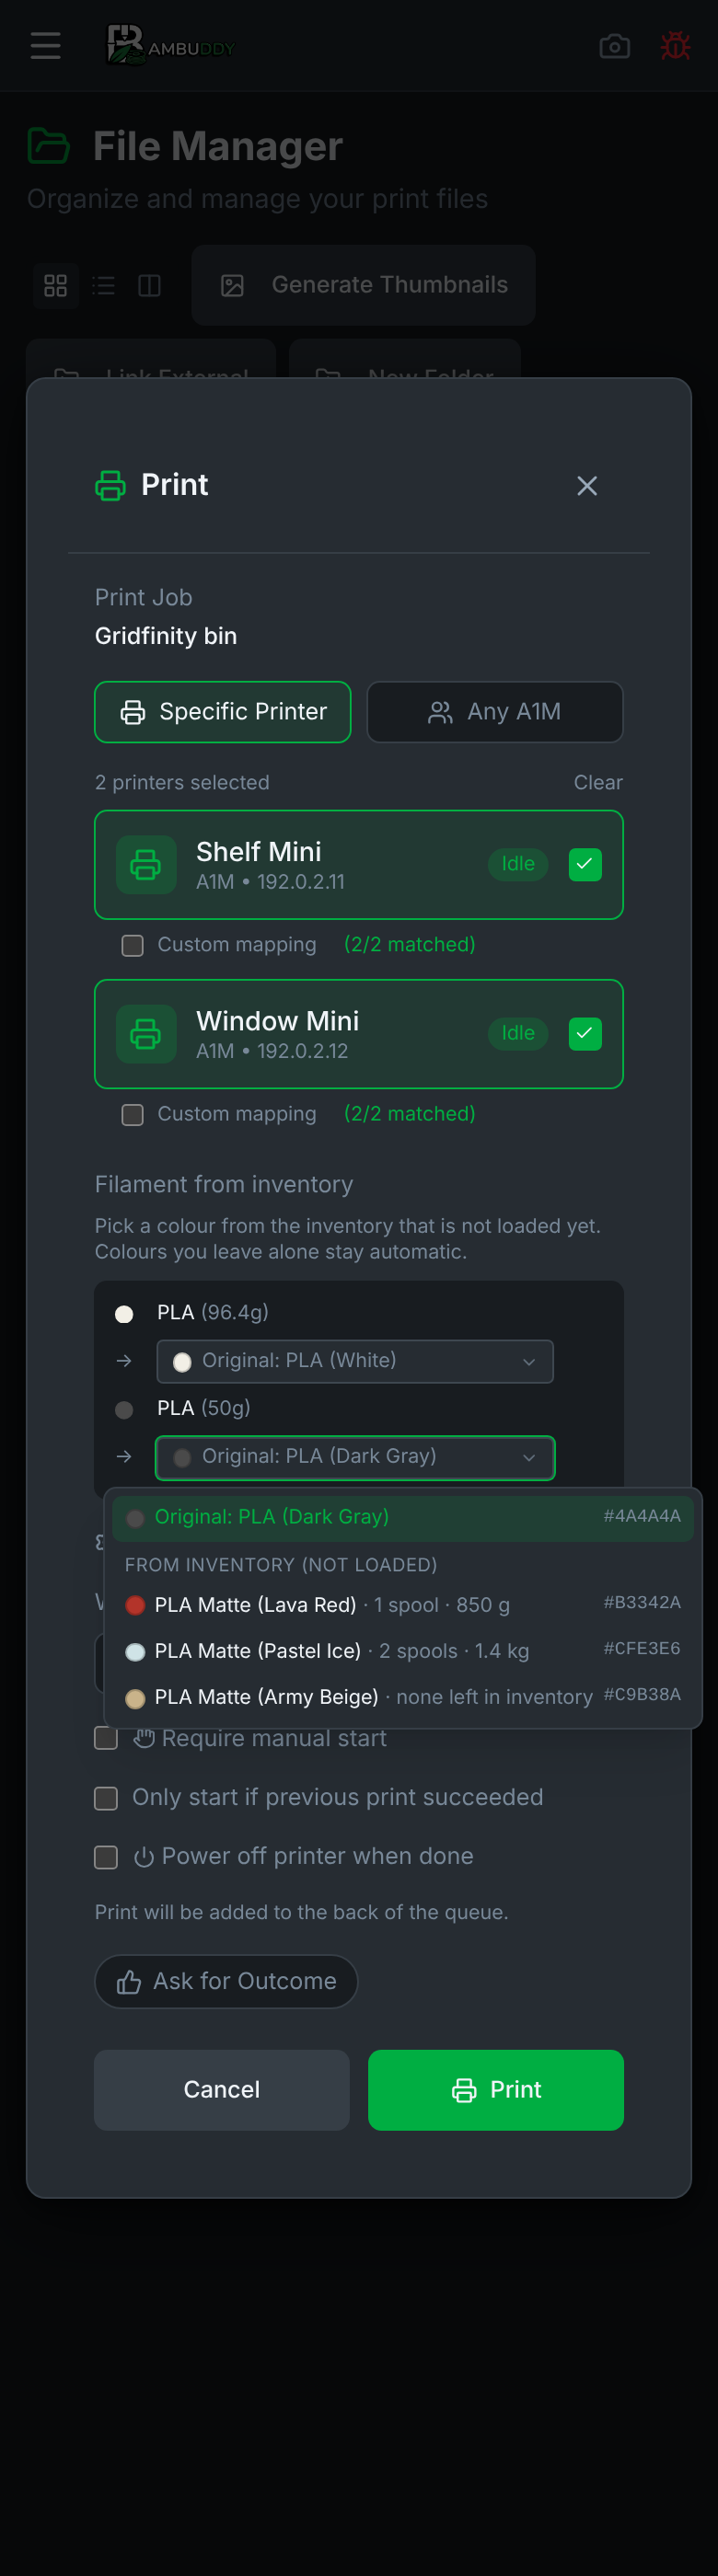 AMBUDDY
File Manager
Organize and manage your print files
Generate Thumbnails
Link External
New Folder
Print
Print Job
Gridfinity bin
Specific Printer
Any A1M
2 printers selected
Clear
Shelf Mini
A1M • 192.0.2.11
Idle
Custom mapping (2/2 matched)
Window Mini
A1M • 192.0.2.12
Idle
Custom mapping (2/2 matched)
Filament from inventory
Pick a colour from the inventory that is not loaded yet.
Colours you leave alone stay automatic.
PLA (96.4g)
→ Original: PLA (White)
PLA (50g)
→ Original: PLA (Dark Gray)
Original: PLA (Dark Gray) #4A4A4A
FROM INVENTORY (NOT LOADED)
PLA Matte (Lava Red) · 1 spool · 850 g #B3342A
PLA Matte (Pastel Ice) · 2 spools · 1.4 kg #CFE3E6
PLA Matte (Army Beige) · none left in inventory #C9B38A
Require manual start
Only start if previous print succeeded
Power off printer when done
Print will be added to the back of the queue.
Ask for Outcome
Cancel
Print